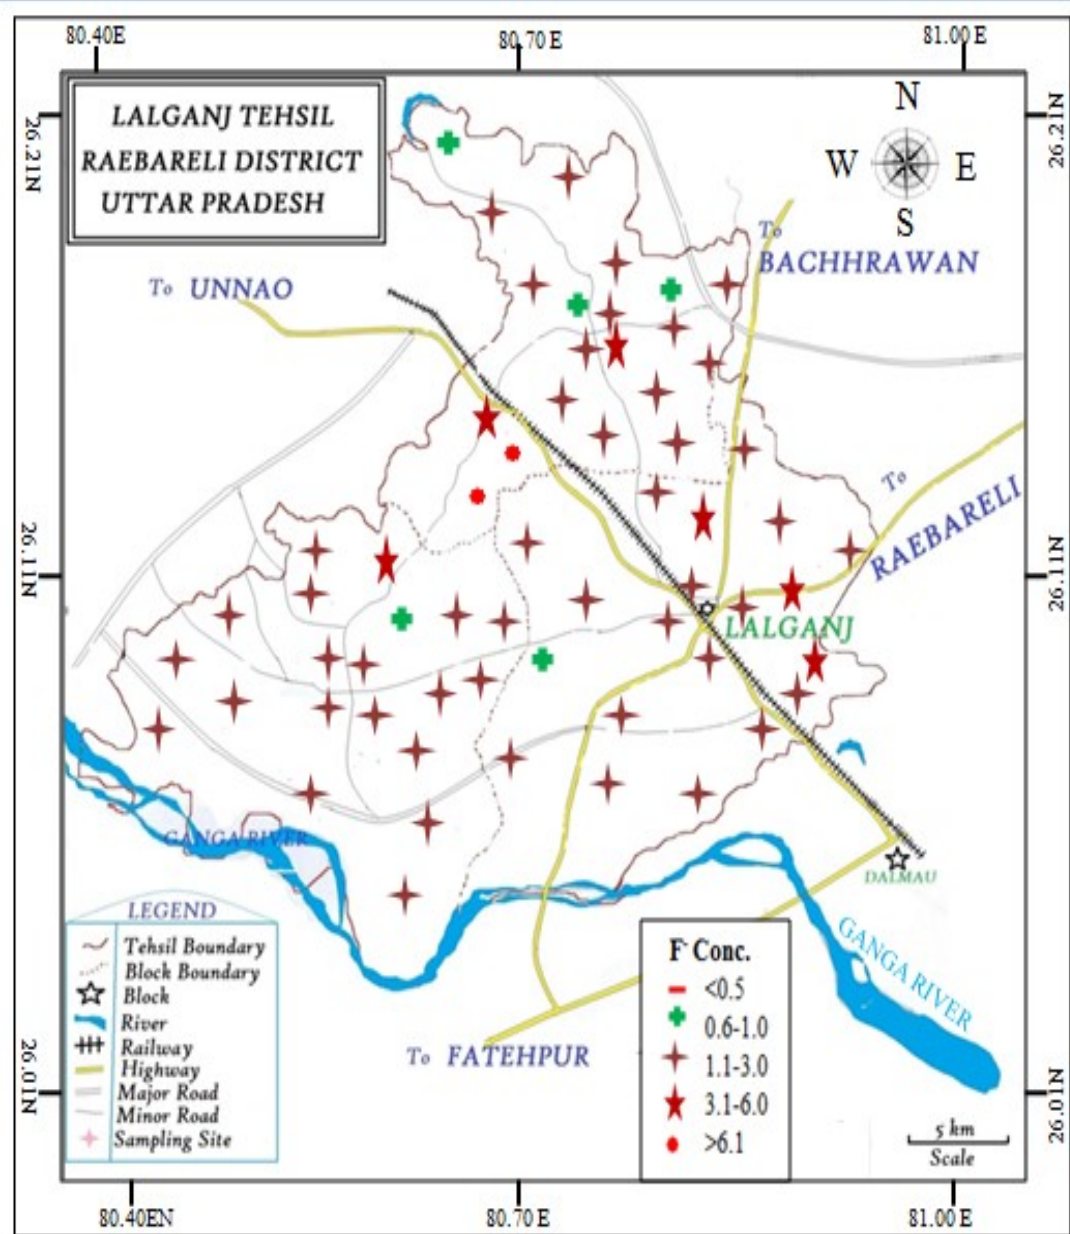 80.40E
80.70 E
81.00 E
LALGANJ TEHSIL
RAEBARELI DISTRICT
UTTAR PRADESH
26.21N
26.21N
N
W
E
S
To BACHHRAWAN
To UNNAO
To RAEBARELI
26.11N
26.11N
LALGANJ
GANGA RIVER
DALMAU
GANGA RIVER
LEGEND
Tehsil Boundary
Block Boundary
Block
River
Railway
Highway
Major Road
Minor Road
Sampling Site
F- Conc.
<0.5
0.6-1.0
1.1-3.0
3.1-6.0
>6.1
To FATEHPUR
26.01N
26.01N
5 km
Scale
80.40EN
80.70 E
81.00 E